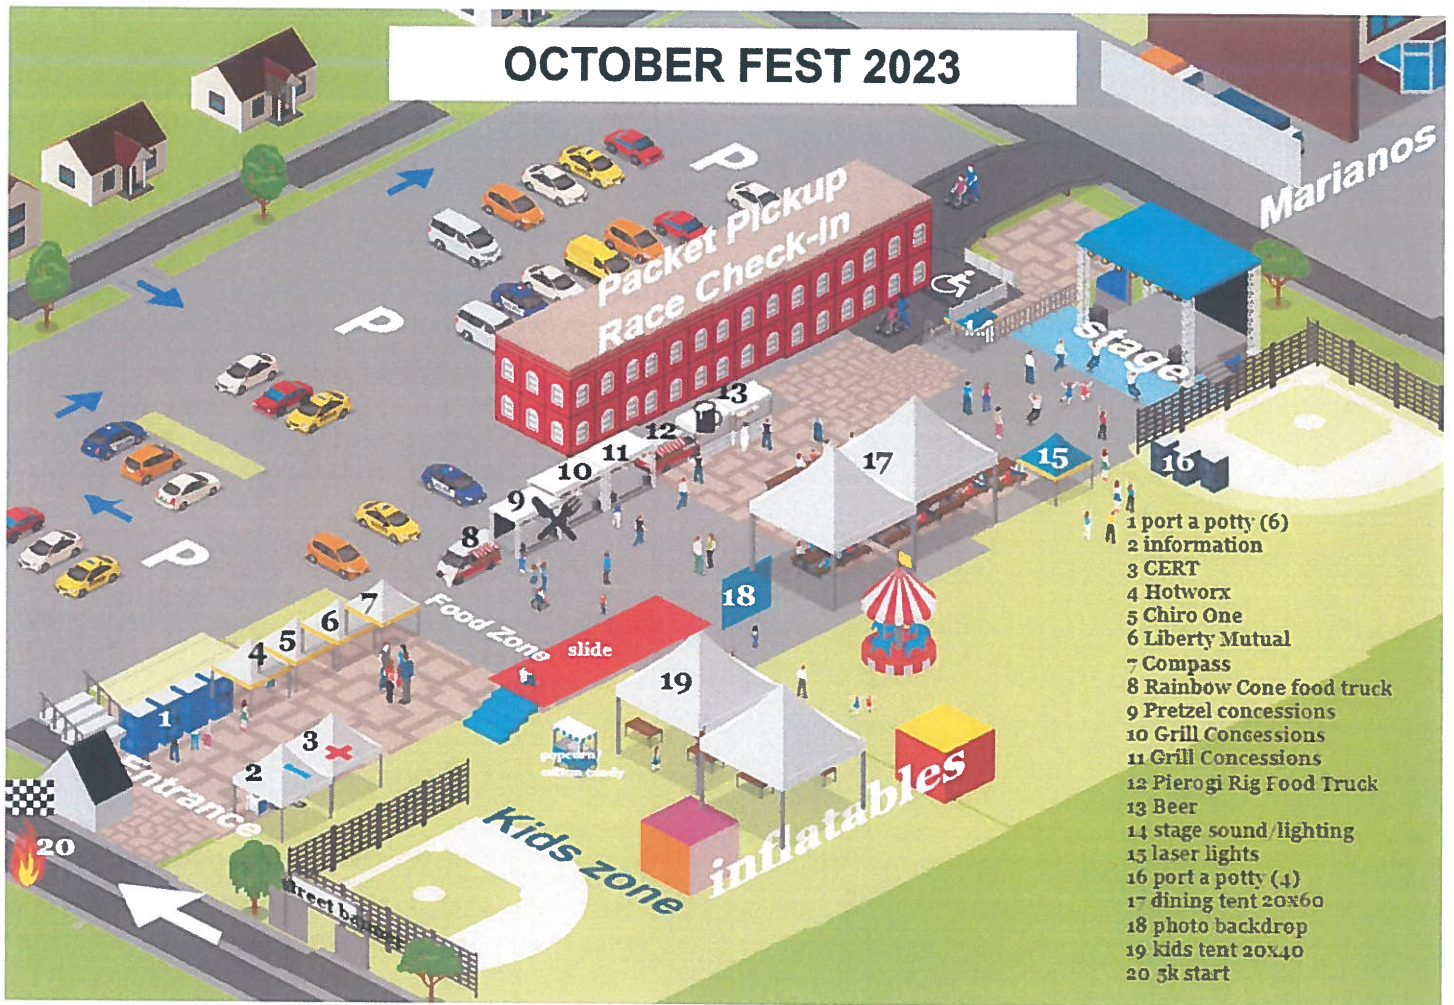 OCTOBER FEST 2023
Marianos
P
Packet Pickup
Race Check-In
P
P
stage
14
13
12
11
10
9
8
17
15
16
18
7
6
5
4
Food Zone
slide
19
1
3
2
Entrance
popcorn/
cotton candy
inflatables
Kids zone
20
street
1 port a potty (6)
2 information
3 CERT
4 Hotworx
5 Chiro One
6 Liberty Mutual
7 Compass
8 Rainbow Cone food truck
9 Pretzel concessions
10 Grill Concessions
11 Grill Concessions
12 Pierogi Rig Food Truck
13 Beer
14 stage sound/lighting
15 laser lights
16 port a potty (4)
17 dining tent 20x60
18 photo backdrop
19 kids tent 20x40
20 5k start